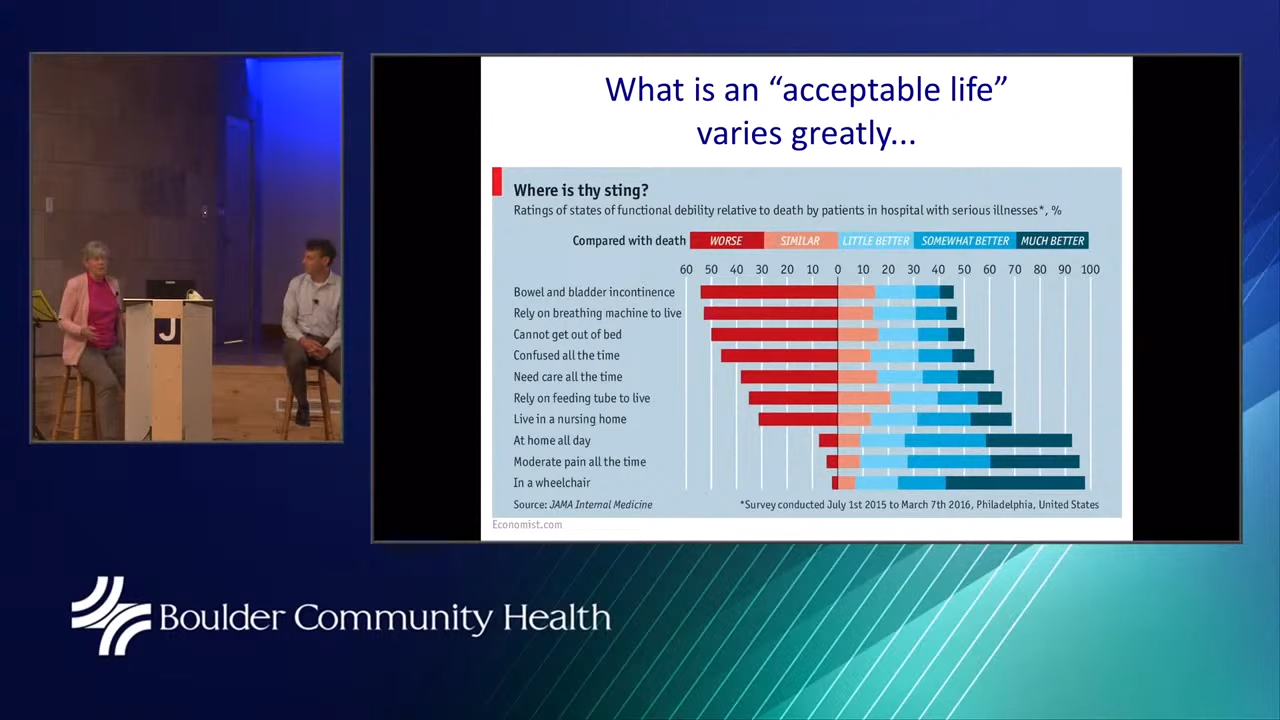 What is an “acceptable life”
varies greatly...
Where is thy sting?
Ratings of states of functional debility relative to death by patients in hospital with serious illnesses*, %
Compared with death WORSE SIMILAR LITTLE BETTER SOMEWHAT BETTER MUCH BETTER
60 50 40 30 20 10 0 10 20 30 40 50 60 70 80 90 100
Bowel and bladder incontinence
Rely on breathing machine to live
Cannot get out of bed
Confused all the time
Need care all the time
Rely on feeding tube to live
Live in a nursing home
At home all day
Moderate pain all the time
In a wheelchair
Source: JAMA Internal Medicine *Survey conducted July 1st 2015 to March 7th 2016, Philadelphia, United States
Economist.com
J
Boulder Community Health